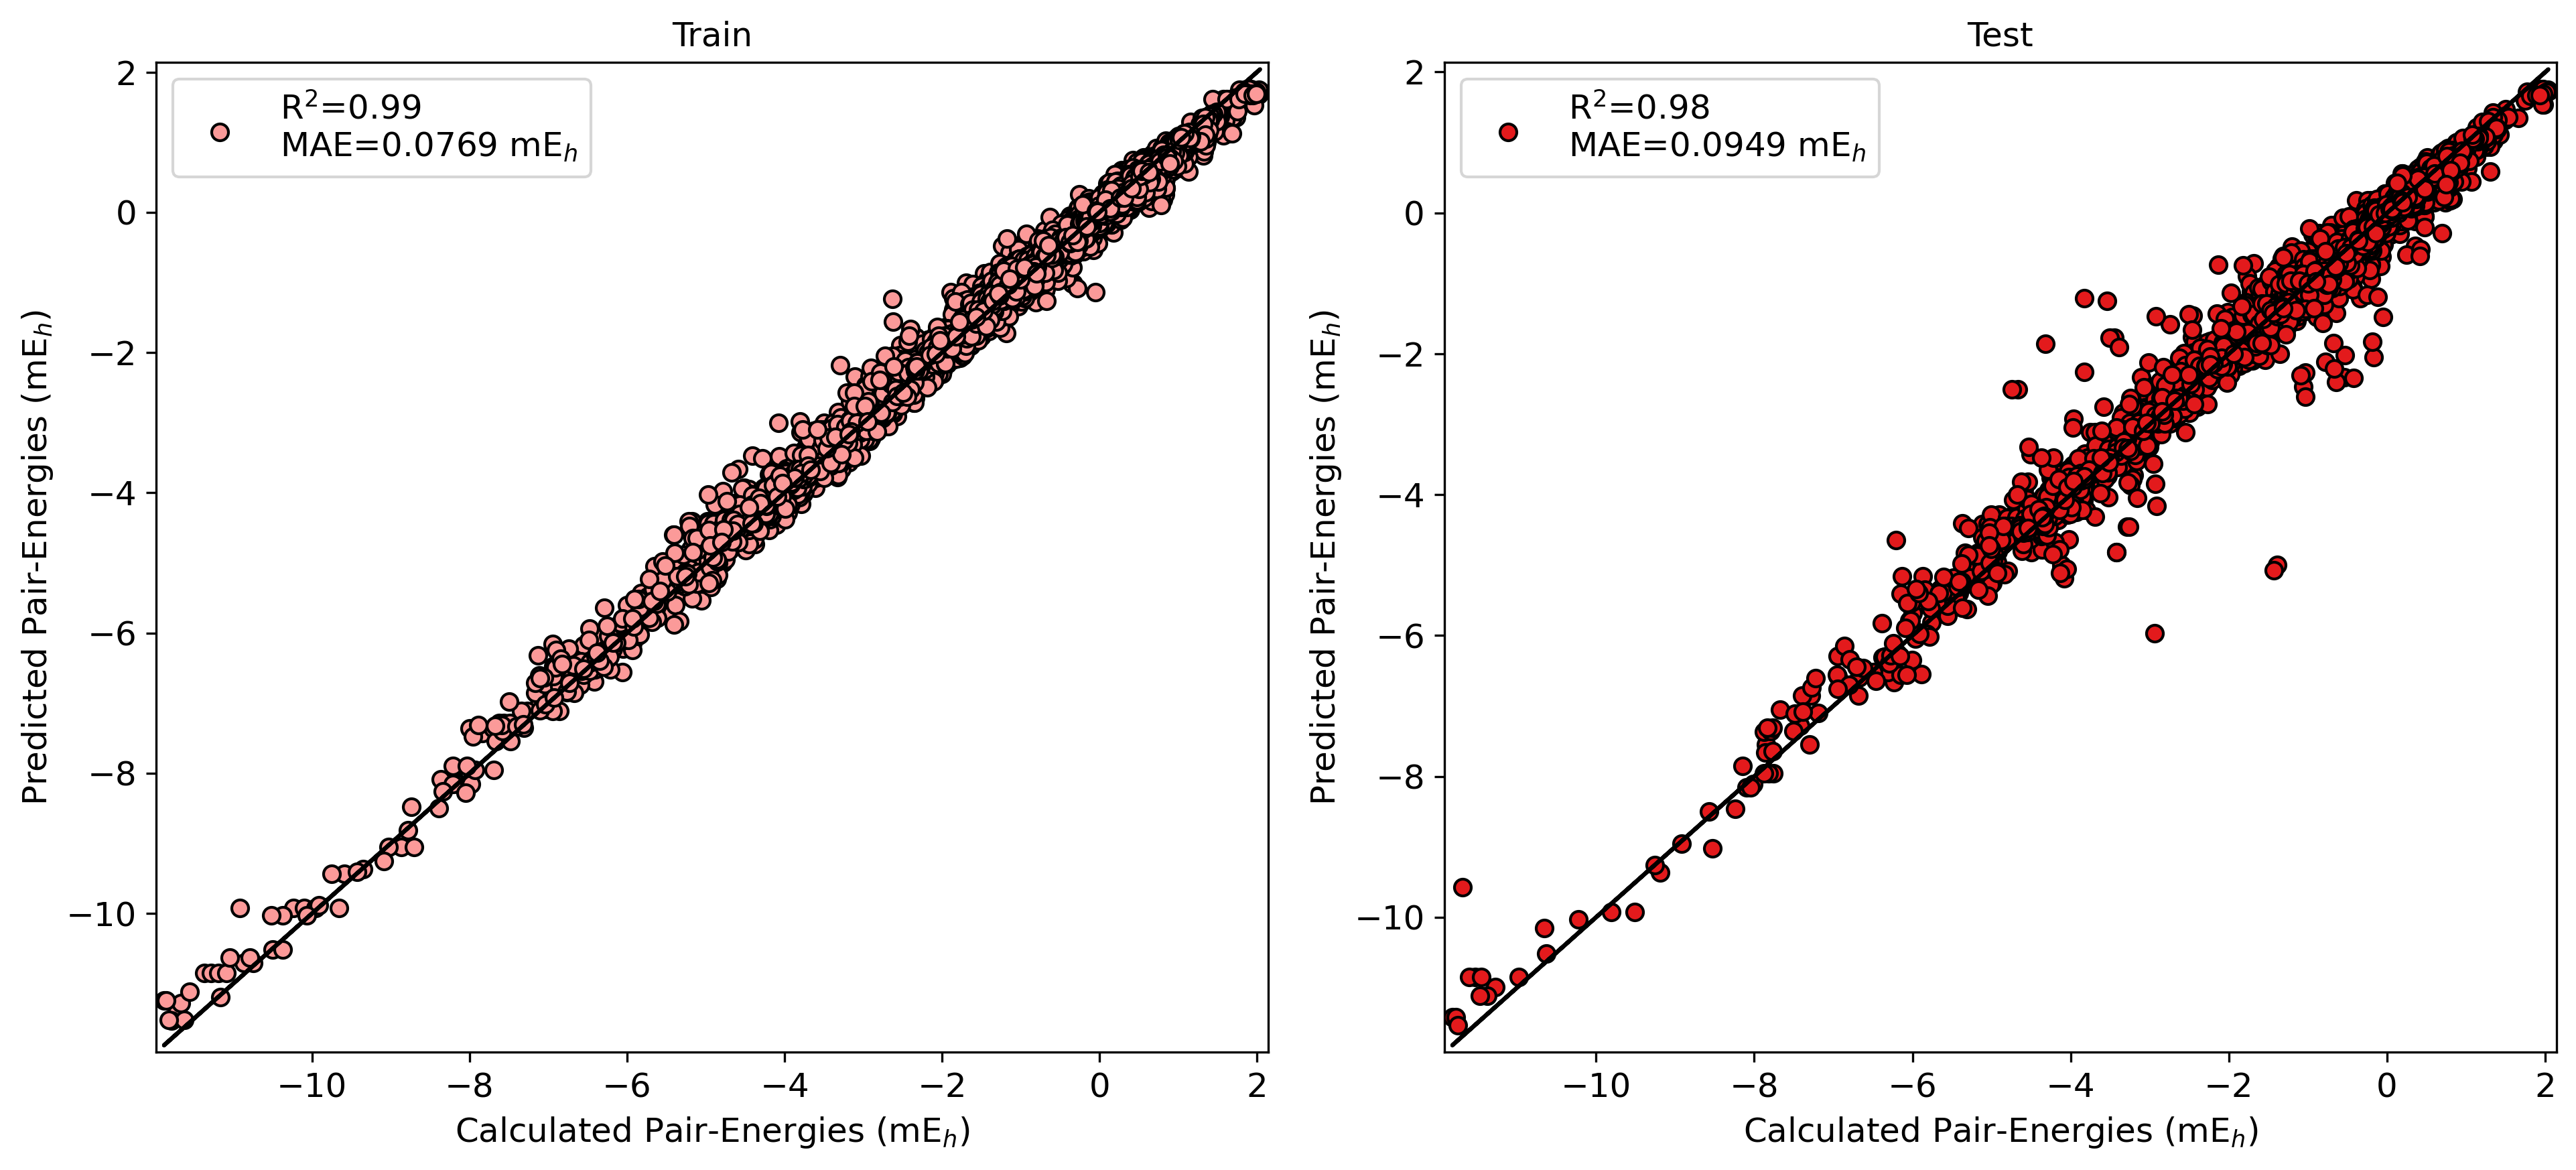 Train
R²=0.99
MAE=0.0769 mEₕ
2
0
−2
−4
−6
−8
−10
−10 −8 −6 −4 −2 0 2
Predicted Pair-Energies (mEₕ)
Calculated Pair-Energies (mEₕ)
Test
R²=0.98
MAE=0.0949 mEₕ
2
0
−2
−4
−6
−8
−10
−10 −8 −6 −4 −2 0 2
Predicted Pair-Energies (mEₕ)
Calculated Pair-Energies (mEₕ)